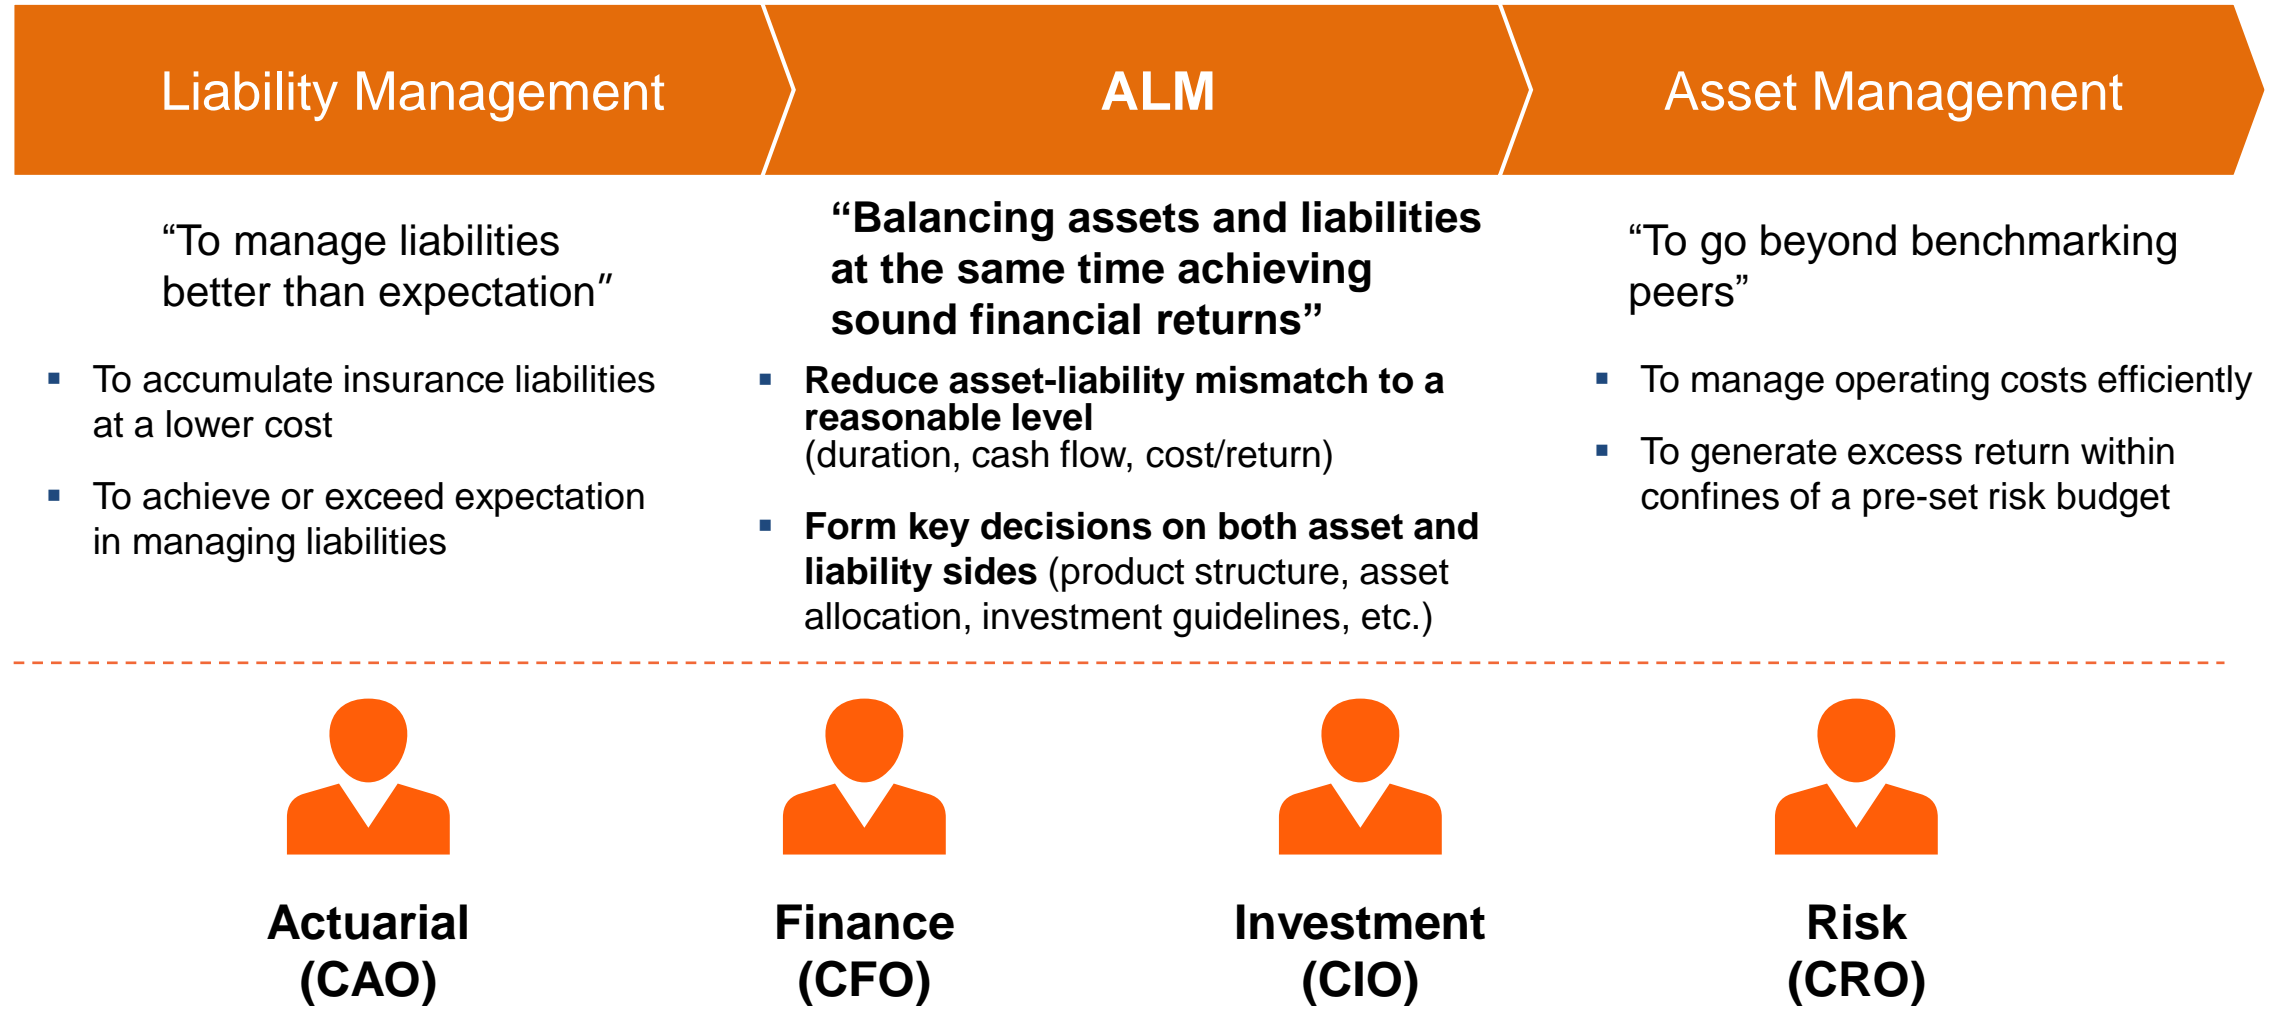 Liability Management
ALM
Asset Management
“To manage liabilities
better than expectation”
▪ To accumulate insurance liabilities
at a lower cost
▪ To achieve or exceed expectation
in managing liabilities
“Balancing assets and liabilities
at the same time achieving
sound financial returns”
▪ Reduce asset-liability mismatch to a
reasonable level
(duration, cash flow, cost/return)
▪ Form key decisions on both asset and
liability sides (product structure, asset
allocation, investment guidelines, etc.)
“To go beyond benchmarking
peers”
▪ To manage operating costs efficiently
▪ To generate excess return within
confines of a pre-set risk budget
Actuarial
(CAO)
Finance
(CFO)
Investment
(CIO)
Risk
(CRO)